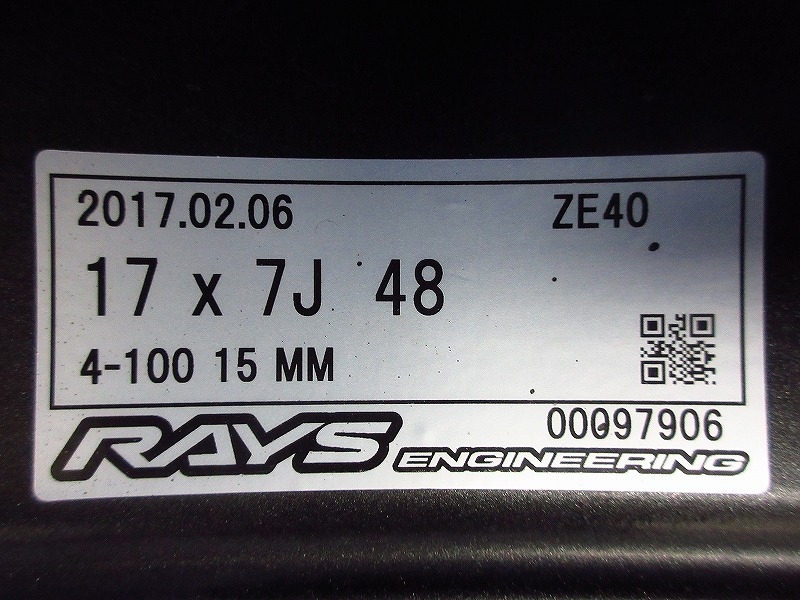 2017.02.06 ZE40
17 x 7J 48
4-100 15 MM
00097906
RAYS ENGINEERING